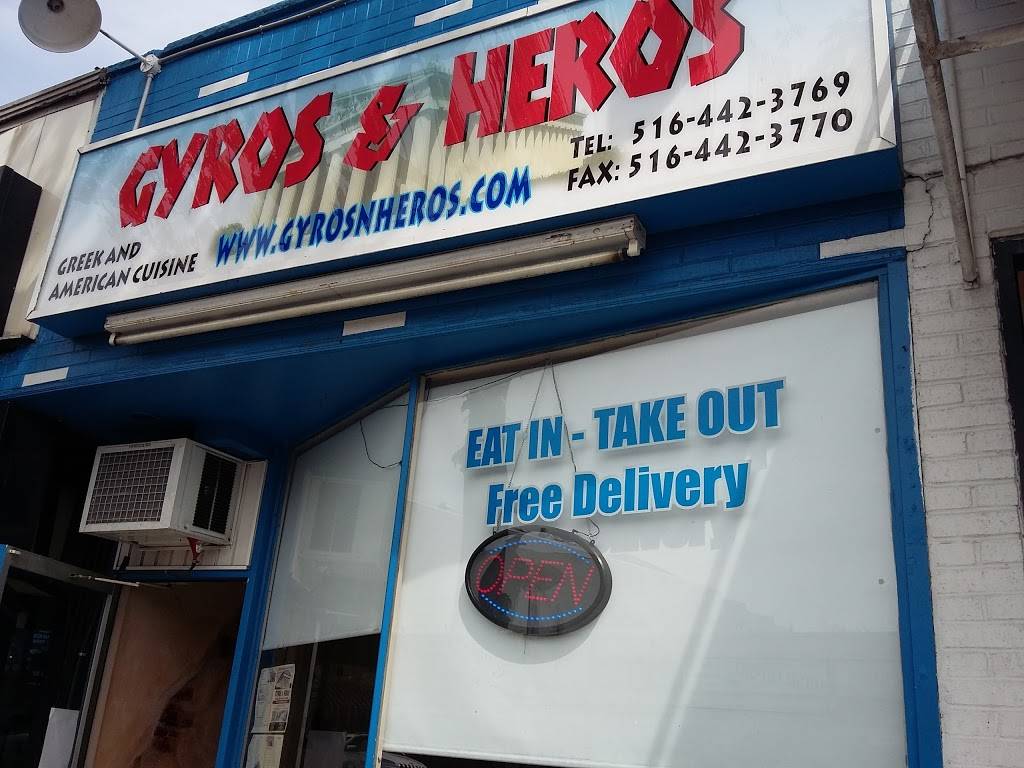 GYROS & HEROS
TEL: 516-442-3769
FAX: 516-442-3770
WWW.GYROSNHEROS.COM
GREEK AND
AMERICAN CUISINE
EAT IN - TAKE OUT
Free Delivery
OPEN